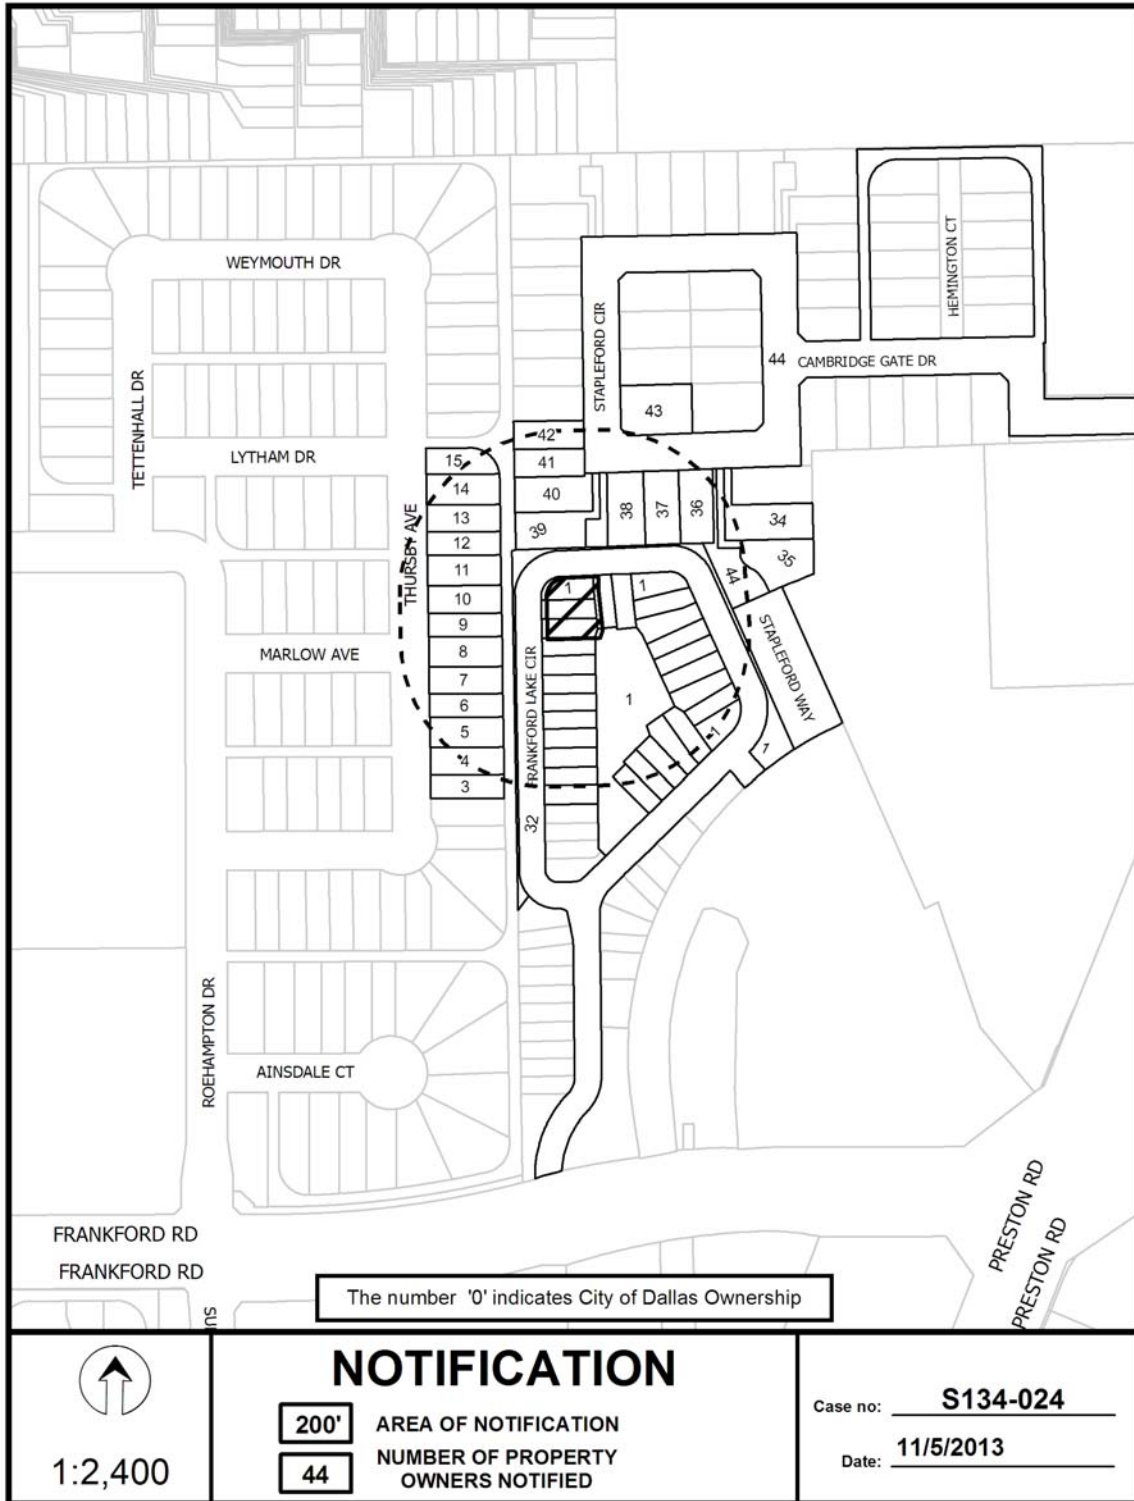 WEYMOUTH DR
HEMINGTON CT
STAPLEFORD CIR
44 CAMBRIDGE GATE DR
TETTENHALL DR
43
42
LYTHAM DR
15
41
14
40
THURSBY AVE
13
39
38
37
36
34
12
35
11
44
10
1
1
9
STAPLEFORD WAY
MARLOW AVE
8
FRANKFORD LAKE CIR
7
6
1
5
1
1
4
3
32
ROEHAMPTON DR
AINSDALE CT
PRESTON RD
PRESTON RD
FRANKFORD RD
FRANKFORD RD
The number '0' indicates City of Dallas Ownership
NOTIFICATION
200' AREA OF NOTIFICATION
44 NUMBER OF PROPERTY
OWNERS NOTIFIED
1:2,400
Case no: S134-024
Date: 11/5/2013